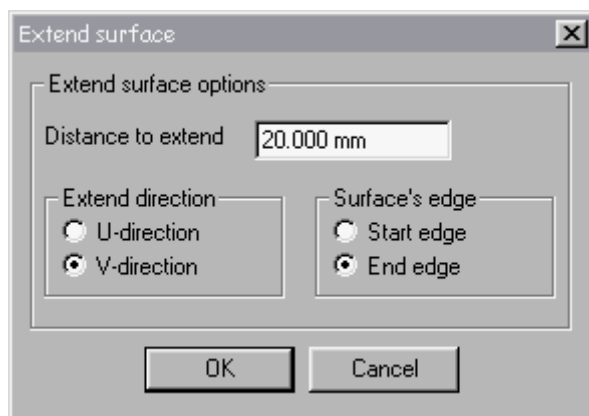 Extend surface
Extend surface options
Distance to extend 20.000 mm
Extend direction
U-direction
V-direction
Surface's edge
Start edge
End edge
OK Cancel